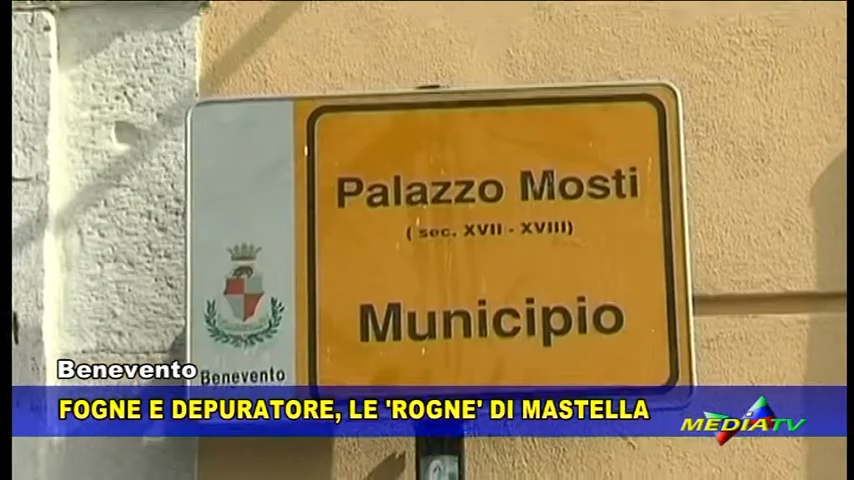 Palazzo Mosti
( sec. XVII - XVIII)
Municipio
Benevento
Benevento
FOGNE E DEPURATORE, LE 'ROGNE' DI MASTELLA
MEDIATV